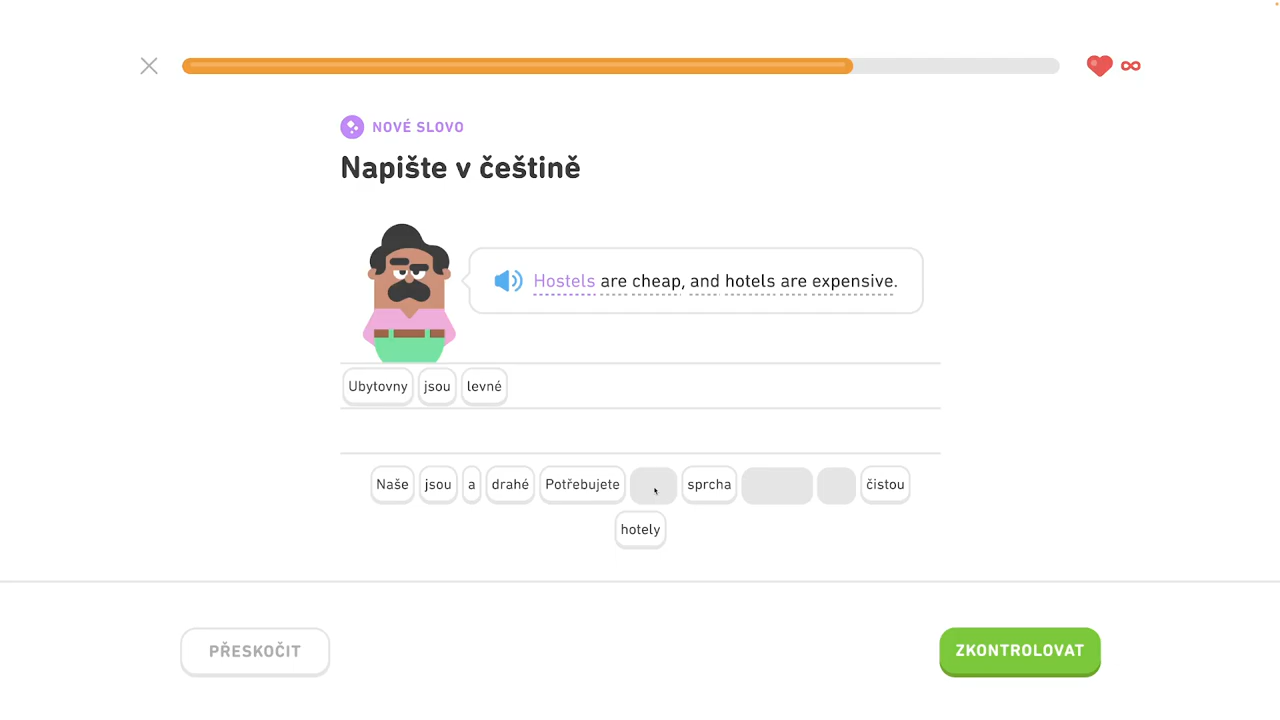 NOVÉ SLOVO
Napište v češtině
Hostels are cheap, and hotels are expensive.
Ubytovny jsou levné
Naše jsou a drahé Potřebujete sprcha čistou
hotely
PŘESKOČIT
ZKONTROLOVAT